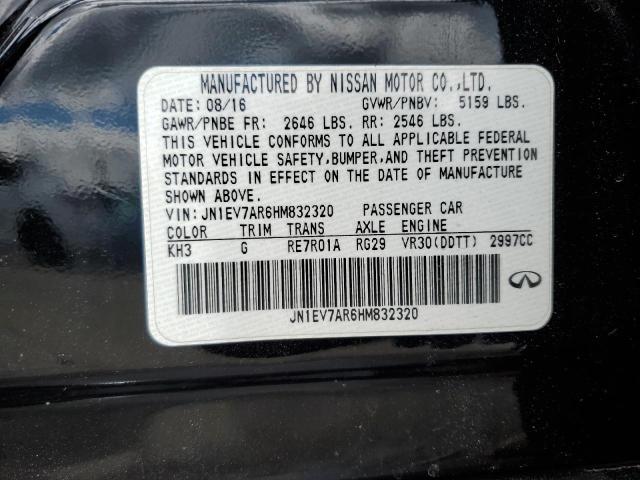 MANUFACTURED BY NISSAN MOTOR CO.,LTD.
DATE: 08/16 GVWR/PNBV: 5159 LBS.
GAWR/PNBE FR: 2646 LBS. RR: 2546 LBS.
THIS VEHICLE CONFORMS TO ALL APPLICABLE FEDERAL
MOTOR VEHICLE SAFETY,BUMPER,AND THEFT PREVENTION
STANDARDS IN EFFECT ON THE DATE OF MANUFACTURE
SHOWN ABOVE.
VIN: JN1EV7AR6HM832320 PASSENGER CAR
COLOR TRIM TRANS AXLE ENGINE
KH3 G RE7R01A RG29 VR30(DDTT) 2997CC
JN1EV7AR6HM832320